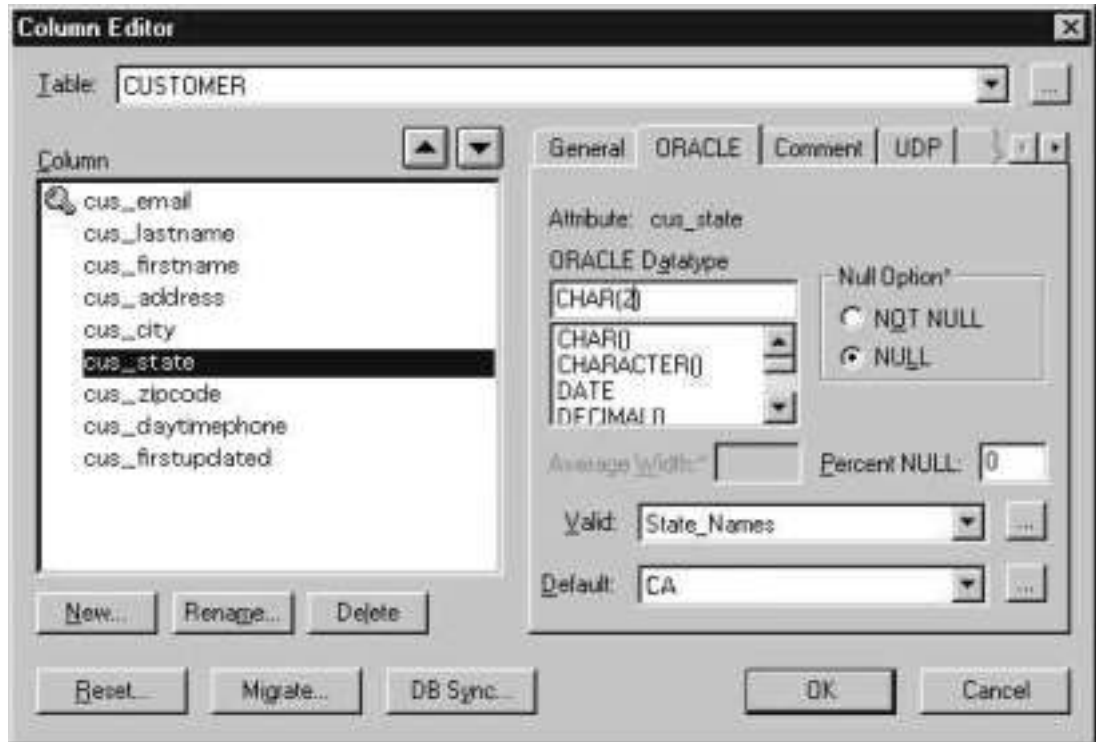 Column Editor
Table: CUSTOMER ...
Column
cus_email
cus_lastname
cus_firstname
cus_address
cus_city
cus_state
cus_zipcode
cus_daytimephone
cus_firstupdated
New... Rename... Delete
General ORACLE Comment UDP
Attribute: cus_state
ORACLE Datatype
CHAR(2)
CHAR()
CHARACTER()
DATE
DECIMAL()
Null Option*
NOT NULL
NULL
Average Width:* Percent NULL: 0
Valid: State_Names ...
Default: CA ...
Reset... Migrate... DB Sync... OK Cancel